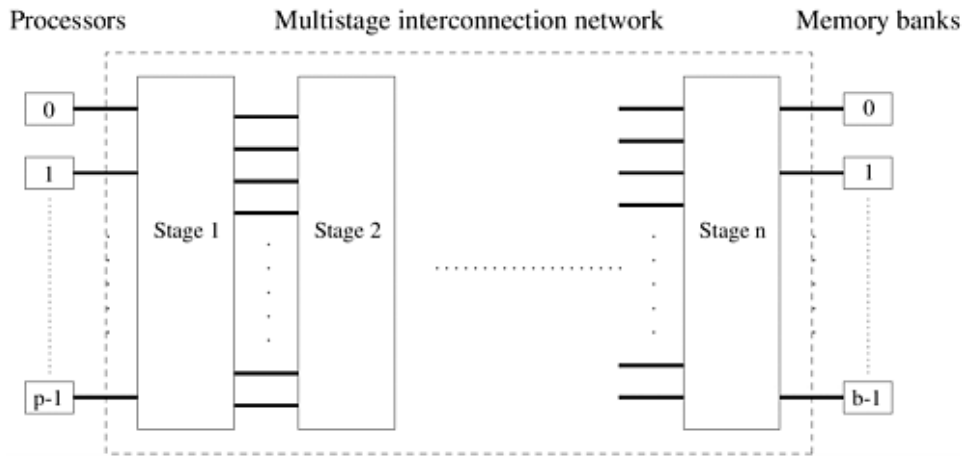 Processors Multistage interconnection network Memory banks
0 0
1 1
Stage 1 Stage 2 Stage n
p-1 b-1